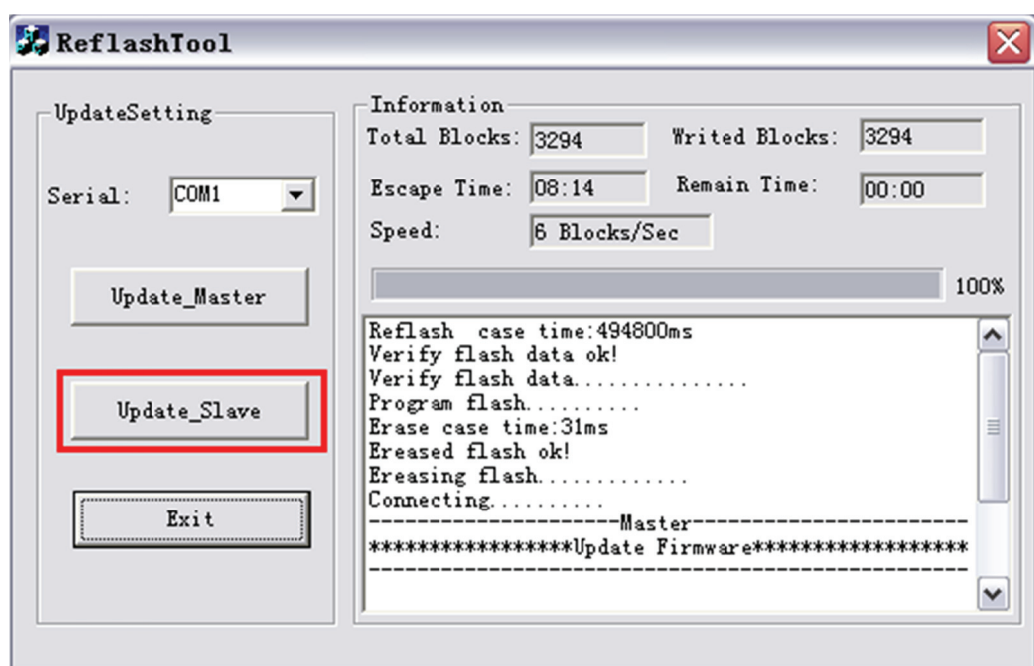 ReflashTool
UpdateSetting
Serial: COM1
Update_Master
Update_Slave
Exit
Information
Total Blocks: 3294 Writed Blocks: 3294
Escape Time: 08:14 Remain Time: 00:00
Speed: 6 Blocks/Sec
100%
Reflash  case time:494800ms
Verify flash data ok!
Verify flash data...............
Program flash..........
Erase case time:31ms
Ereased flash ok!
Ereasing flash.............
Connecting..........
--------------------Master----------------------
*****************Update Firmware******************
------------------------------------------------